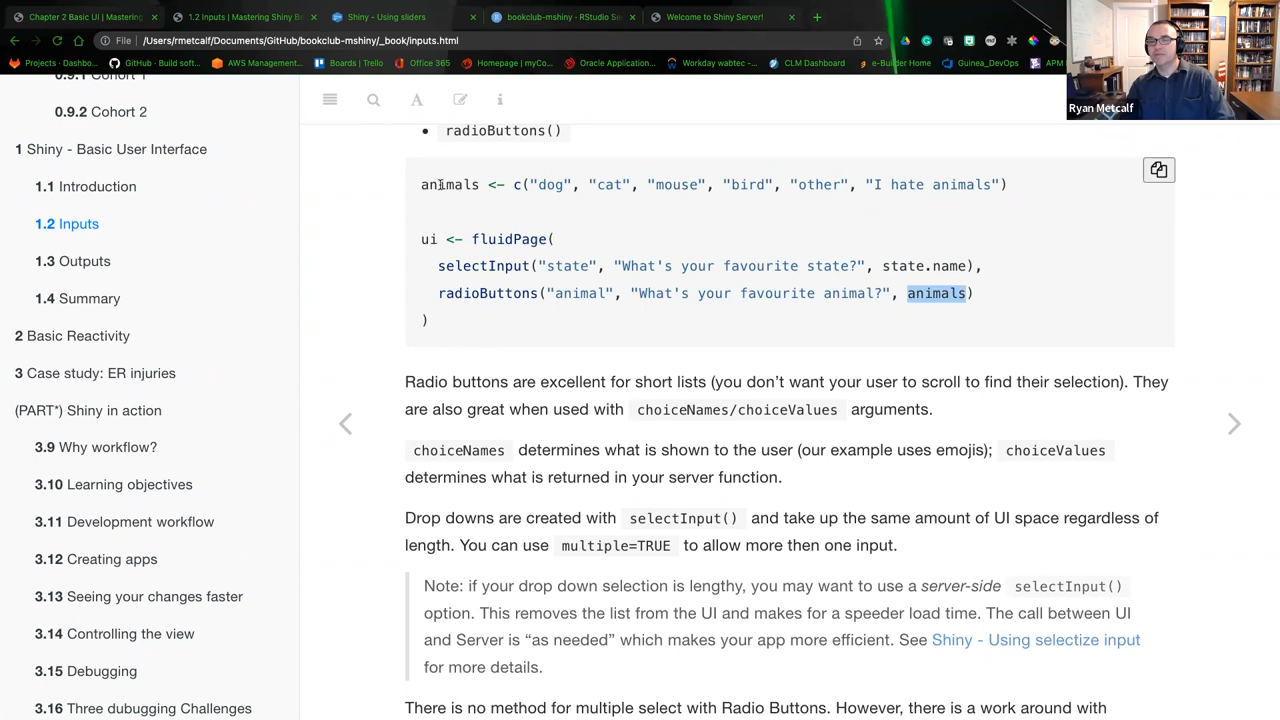 Chapter 2 Basic UI | Mastering
1.2 Inputs | Mastering Shiny B
Shiny - Using sliders
bookclub-mshiny - RStudio Ser
Welcome to Shiny Server!
File /Users/rmetcalf/Documents/GitHub/bookclub-mshiny/_book/inputs.html
Projects - Dashbo...
GitHub · Build soft...
AWS Management...
Boards | Trello
Office 365
Homepage | myCo...
Oracle Application...
Workday wabtec -...
CLM Dashboard
e-Builder Home
Guinea_DevOps
APM
Ryan Metcalf
0.9.1 Cohort 1
0.9.2 Cohort 2
1 Shiny - Basic User Interface
1.1 Introduction
1.2 Inputs
1.3 Outputs
1.4 Summary
2 Basic Reactivity
3 Case study: ER injuries
(PART*) Shiny in action
3.9 Why workflow?
3.10 Learning objectives
3.11 Development workflow
3.12 Creating apps
3.13 Seeing your changes faster
3.14 Controlling the view
3.15 Debugging
3.16 Three dubugging Challenges
• radioButtons()
animals <- c("dog", "cat", "mouse", "bird", "other", "I hate animals")
ui <- fluidPage(
selectInput("state", "What's your favourite state?", state.name),
radioButtons("animal", "What's your favourite animal?", animals)
)
Radio buttons are excellent for short lists (you don't want your user to scroll to find their selection). They
are also great when used with choiceNames/choiceValues arguments.
choiceNames determines what is shown to the user (our example uses emojis); choiceValues
determines what is returned in your server function.
Drop downs are created with selectInput() and take up the same amount of UI space regardless of
length. You can use multiple=TRUE to allow more then one input.
Note: if your drop down selection is lengthy, you may want to use a server-side selectInput()
option. This removes the list from the UI and makes for a speeder load time. The call between UI
and Server is "as needed" which makes your app more efficient. See Shiny - Using selectize input
for more details.
There is no method for multiple select with Radio Buttons. However, there is a work around with